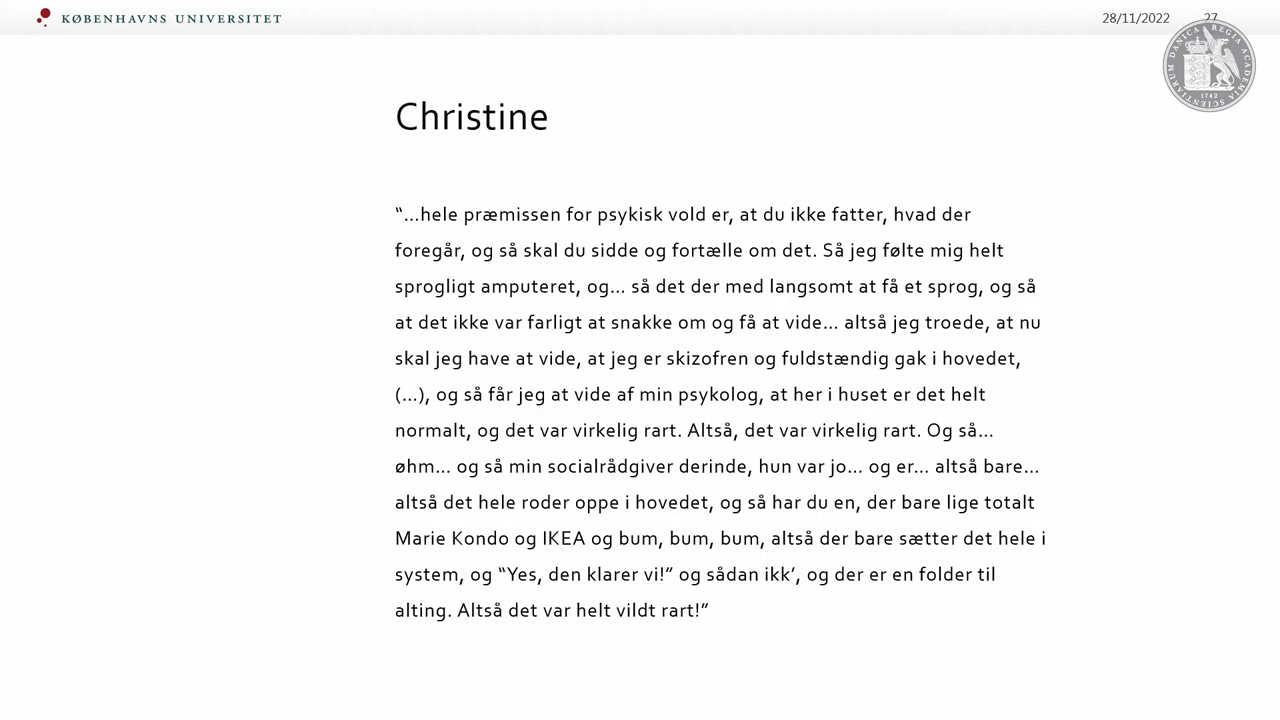 KØBENHAVNS UNIVERSITET
28/11/2022 27
REGIA ACADEMIA SCIENTIARUM DANICA
1742
Christine
“…hele præmissen for psykisk vold er, at du ikke fatter, hvad der
foregår, og så skal du sidde og fortælle om det. Så jeg følte mig helt
sprogligt amputeret, og… så det der med langsomt at få et sprog, og så
at det ikke var farligt at snakke om og få at vide… altså jeg troede, at nu
skal jeg have at vide, at jeg er skizofren og fuldstændig gak i hovedet,
(…), og så får jeg at vide af min psykolog, at her i huset er det helt
normalt, og det var virkelig rart. Altså, det var virkelig rart. Og så…
øhm… og så min socialrådgiver derinde, hun var jo… og er… altså bare…
altså det hele roder oppe i hovedet, og så har du en, der bare lige totalt
Marie Kondo og IKEA og bum, bum, bum, altså der bare sætter det hele i
system, og “Yes, den klarer vi!” og sådan ikk’, og der er en folder til
alting. Altså det var helt vildt rart!”